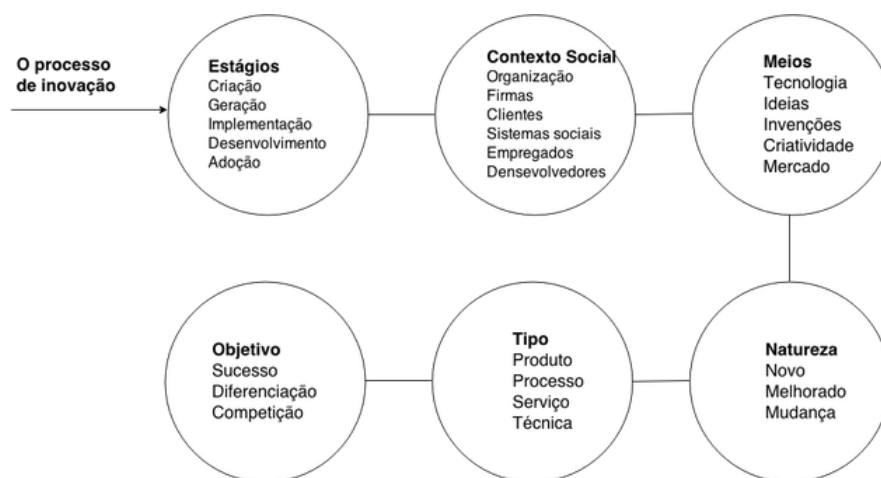 O processo
de inovação
Estágios
Criação
Geração
Implementação
Desenvolvimento
Adoção
Contexto Social
Organização
Firmas
Clientes
Sistemas sociais
Empregados
Densevolvedores
Meios
Tecnologia
Ideias
Invenções
Criatividade
Mercado
Natureza
Novo
Melhorado
Mudança
Tipo
Produto
Processo
Serviço
Técnica
Objetivo
Sucesso
Diferenciação
Competição